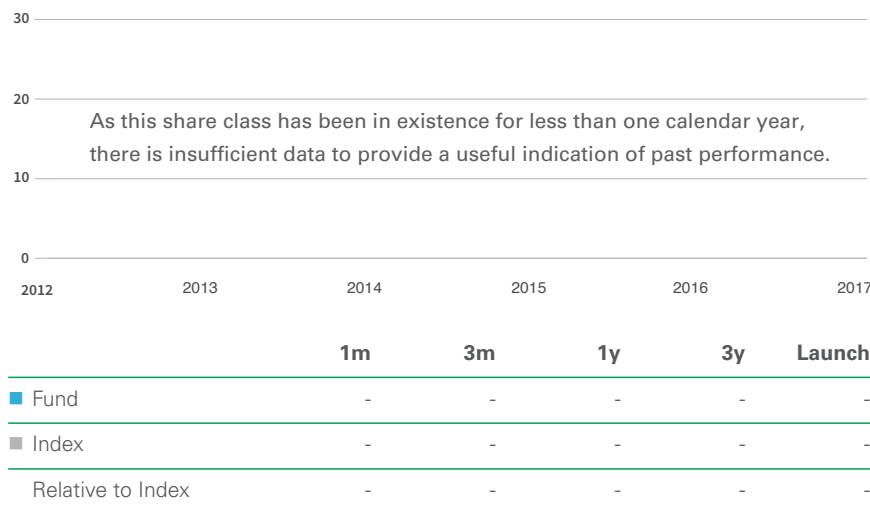 30
20
As this share class has been in existence for less than one calendar year,
there is insufficient data to provide a useful indication of past performance.
10
0
2012 2013 2014 2015 2016 2017
1m 3m 1y 3y Launch
Fund - - - - -
Index - - - - -
Relative to Index - - - - -